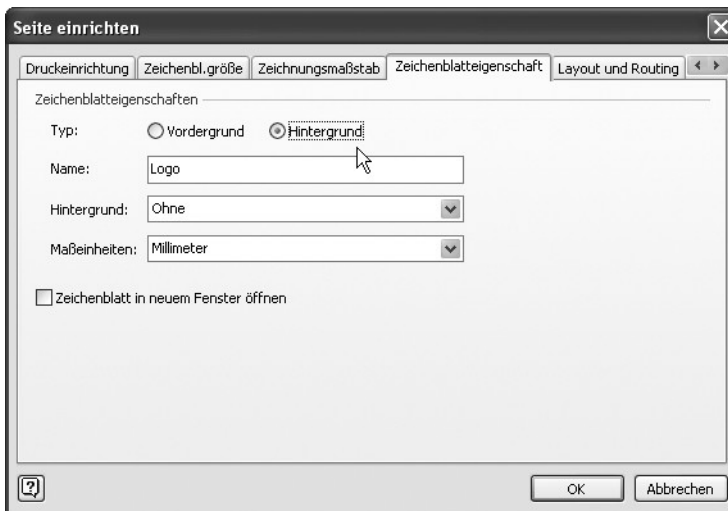 Seite einrichten
Druckeinrichtung Zeichenbl.größe Zeichnungsmaßstab Zeichenblatteigenschaft Layout und Routing
Zeichenblatteigenschaften
Typ: Vordergrund Hintergrund
Name: Logo
Hintergrund: Ohne
Maßeinheiten: Millimeter
Zeichenblatt in neuem Fenster öffnen
OK Abbrechen